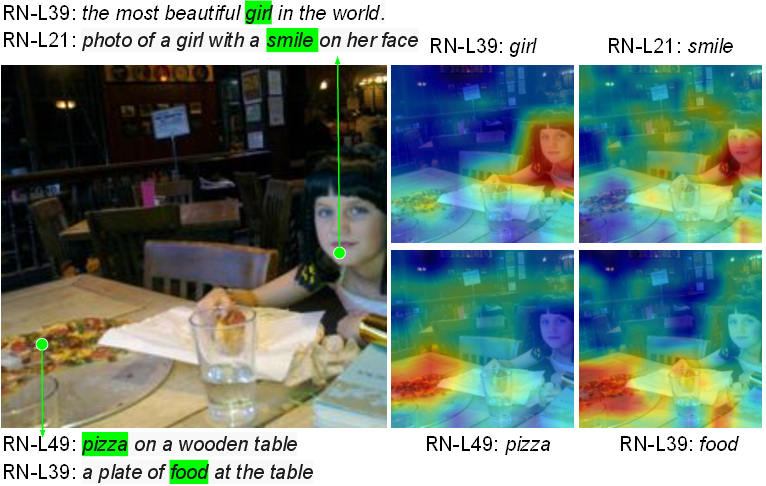 RN-L39: the most beautiful girl in the world.
RN-L21: photo of a girl with a smile on her face
RN-L39: girl
RN-L21: smile
RN-L49: pizza on a wooden table
RN-L39: a plate of food at the table
RN-L49: pizza
RN-L39: food